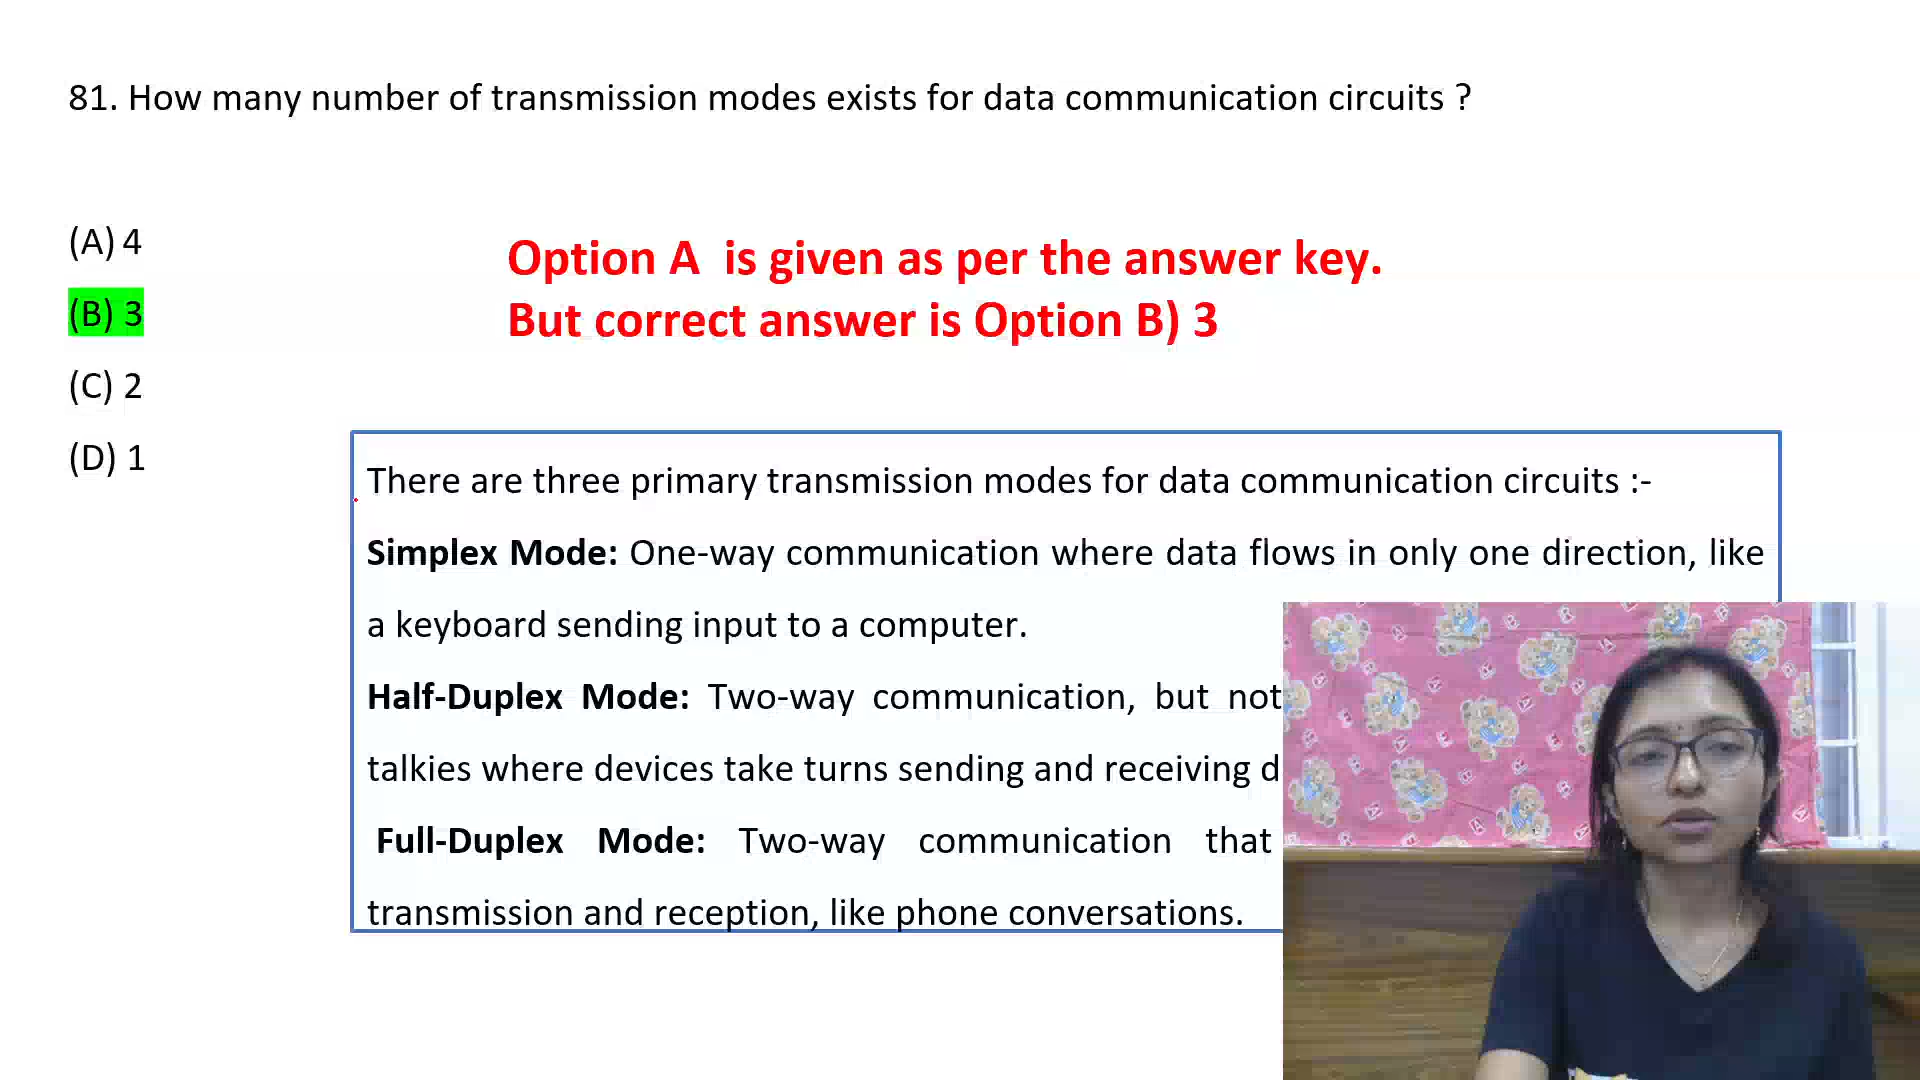 81. How many number of transmission modes exists for data communication circuits ?
(A) 4
Option A is given as per the answer key.
(B) 3
But correct answer is Option B) 3
(C) 2
(D) 1
There are three primary transmission modes for data communication circuits :-
Simplex Mode: One-way communication where data flows in only one direction, like
a keyboard sending input to a computer.
Half-Duplex Mode: Two-way communication, but not
talkies where devices take turns sending and receiving d
Full-Duplex Mode: Two-way communication that
transmission and reception, like phone conversations.